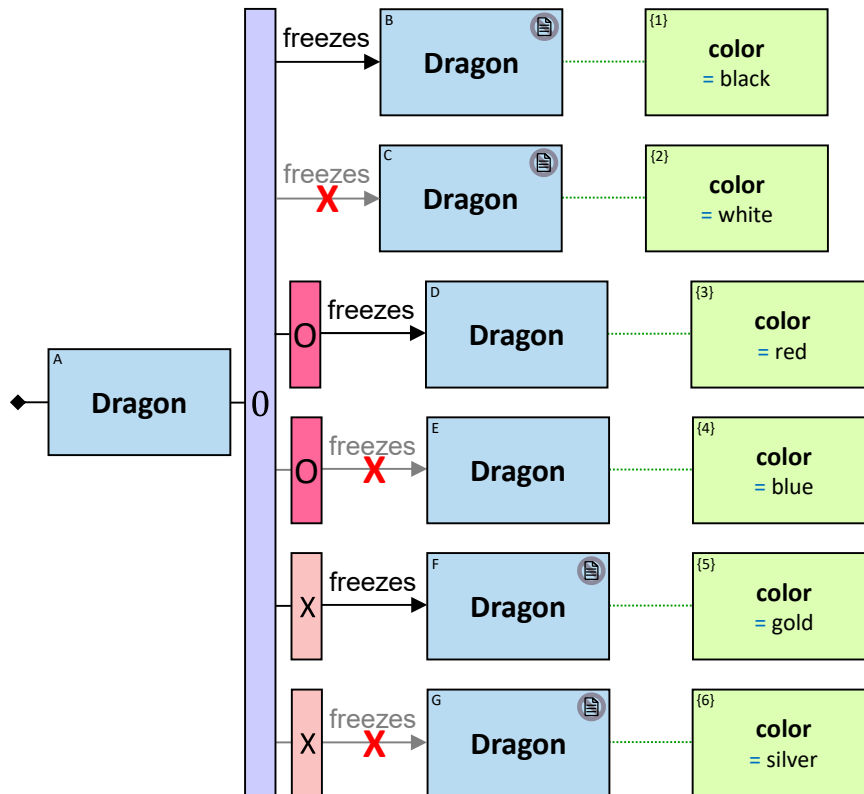 freezes
B
Dragon
{1}
color
= black
freezes
X
C
Dragon
{2}
color
= white
A
Dragon
0
O
freezes
D
Dragon
{3}
color
= red
O
freezes
X
E
Dragon
{4}
color
= blue
X
freezes
F
Dragon
{5}
color
= gold
X
freezes
X
G
Dragon
{6}
color
= silver